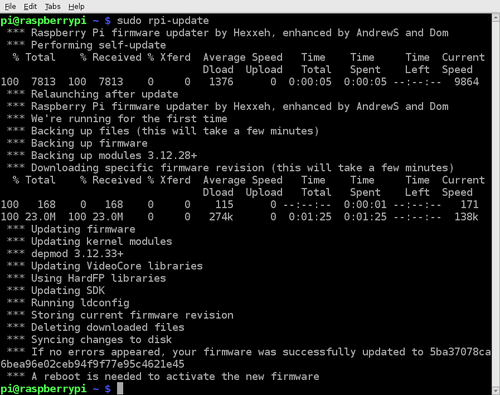 File Edit Tabs Help
pi@raspberrypi ~ $ sudo rpi-update
*** Raspberry Pi firmware updater by Hexxeh, enhanced by AndrewS and Dom
*** Performing self-update
% Total % Received % Xferd Average Speed Time Time Time Current
Dload Upload Total Spent Left Speed
100 7813 100 7813 0 0 1376 0 0:00:05 0:00:05 --:--:-- 9864
*** Relaunching after update
*** Raspberry Pi firmware updater by Hexxeh, enhanced by AndrewS and Dom
*** We're running for the first time
*** Backing up files (this will take a few minutes)
*** Backing up firmware
*** Backing up modules 3.12.28+
*** Downloading specific firmware revision (this will take a few minutes)
% Total % Received % Xferd Average Speed Time Time Time Current
Dload Upload Total Spent Left Speed
100 168 0 168 0 0 115 0 --:--:-- 0:00:01 --:--:-- 171
100 23.0M 100 23.0M 0 0 274k 0 0:01:25 0:01:25 --:--:-- 138k
*** Updating firmware
*** Updating kernel modules
*** depmod 3.12.33+
*** Updating VideoCore libraries
*** Using HardFP libraries
*** Updating SDK
*** Running ldconfig
*** Storing current firmware revision
*** Deleting downloaded files
*** Syncing changes to disk
*** If no errors appeared, your firmware was successfully updated to 5ba37078ca
6bea96e02ceb94f9f77e95c4621e45
*** A reboot is needed to activate the new firmware
pi@raspberrypi ~ $